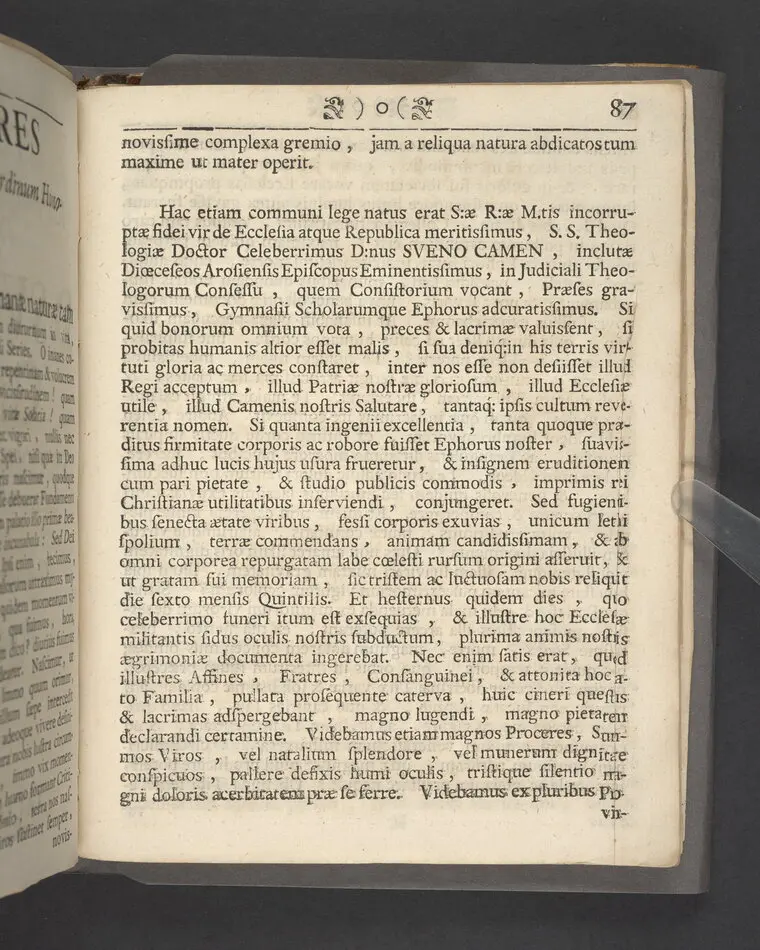 ) o ( 87
novissime complexa gremio, jam a reliqua natura abdicatos tum
maxime ut mater operit.
Hac etiam communi lege natus erat S:æ R:æ M.tis incorru-
ptæ fidei vir de Ecclesia atque Republica meritissimus, S. S. Theo-
logiæ Doctor Celeberrimus D:nus SVENO CAMEN, inclutæ
Diœceseos Arosiensis Episcopus Eminentissimus, in Judiciali Theo-
logorum Consessu, quem Consistorium vocant, Præses gra-
vissimus, Gymnasii Scholarumque Ephorus adcuratissimus. Si
quid bonorum omnium vota, preces & lacrimæ valuissent, si
probitas humanis altior esset malis, si sua deniq;in his terris vir-
tuti gloria ac merces constaret, inter nos esse non desiisset illud
Regi acceptum, illud Patriæ nostræ gloriosum, illud Ecclesiæ
utile, illud Camenis nostris Salutare, tantaq; ipsis cultum reve-
rentia nomen. Si quanta ingenii excellentia, tanta quoque præ-
ditus firmitate corporis ac robore fuisset Ephorus noster, suavis-
sima adhuc lucis hujus usura frueretur, & insignem eruditionem
cum pari pietate, & studio publicis commodis, imprimis rei
Christianæ utilitatibus inserviendi, conjungeret. Sed fugienti-
bus senecta ætate viribus, fessi corporis exuvias, unicum letii
spolium, terræ commendans, animam candidissimam, & ab
omni corporea repurgatam labe cœlesti rursum origini asseruit, &
ut gratam sui memoriam, sic tristem ac luctuosam nobis reliquit
die sexto mensis Quintilis. Et hesternus quidem dies, quo
celeberrimo funeri itum est exsequias, & illustre hoc Ecclesæ
militantis sidus oculis nostris subductum, plurima animis nostris
ægrimoniæ documenta ingerebat. Nec enim satis erat, quod
illustres Affines, Fratres, Consanguinei, & attonita hoc a-
to Familia, pullata prosequente caterva, huic cineri questis
& lacrimas adspergebant, magno lugendi, magno pietatem
declarandi certamine. Videbamus etiam magnos Proceres, Sum-
mos Viros, vel natalium splendore, vel munerum dignitate
conspicuos, pallere defixis humi oculis, tristique silentio ma-
gni doloris acerbitatem præ se ferre. Videbamus ex pluribus Pro-
vin-